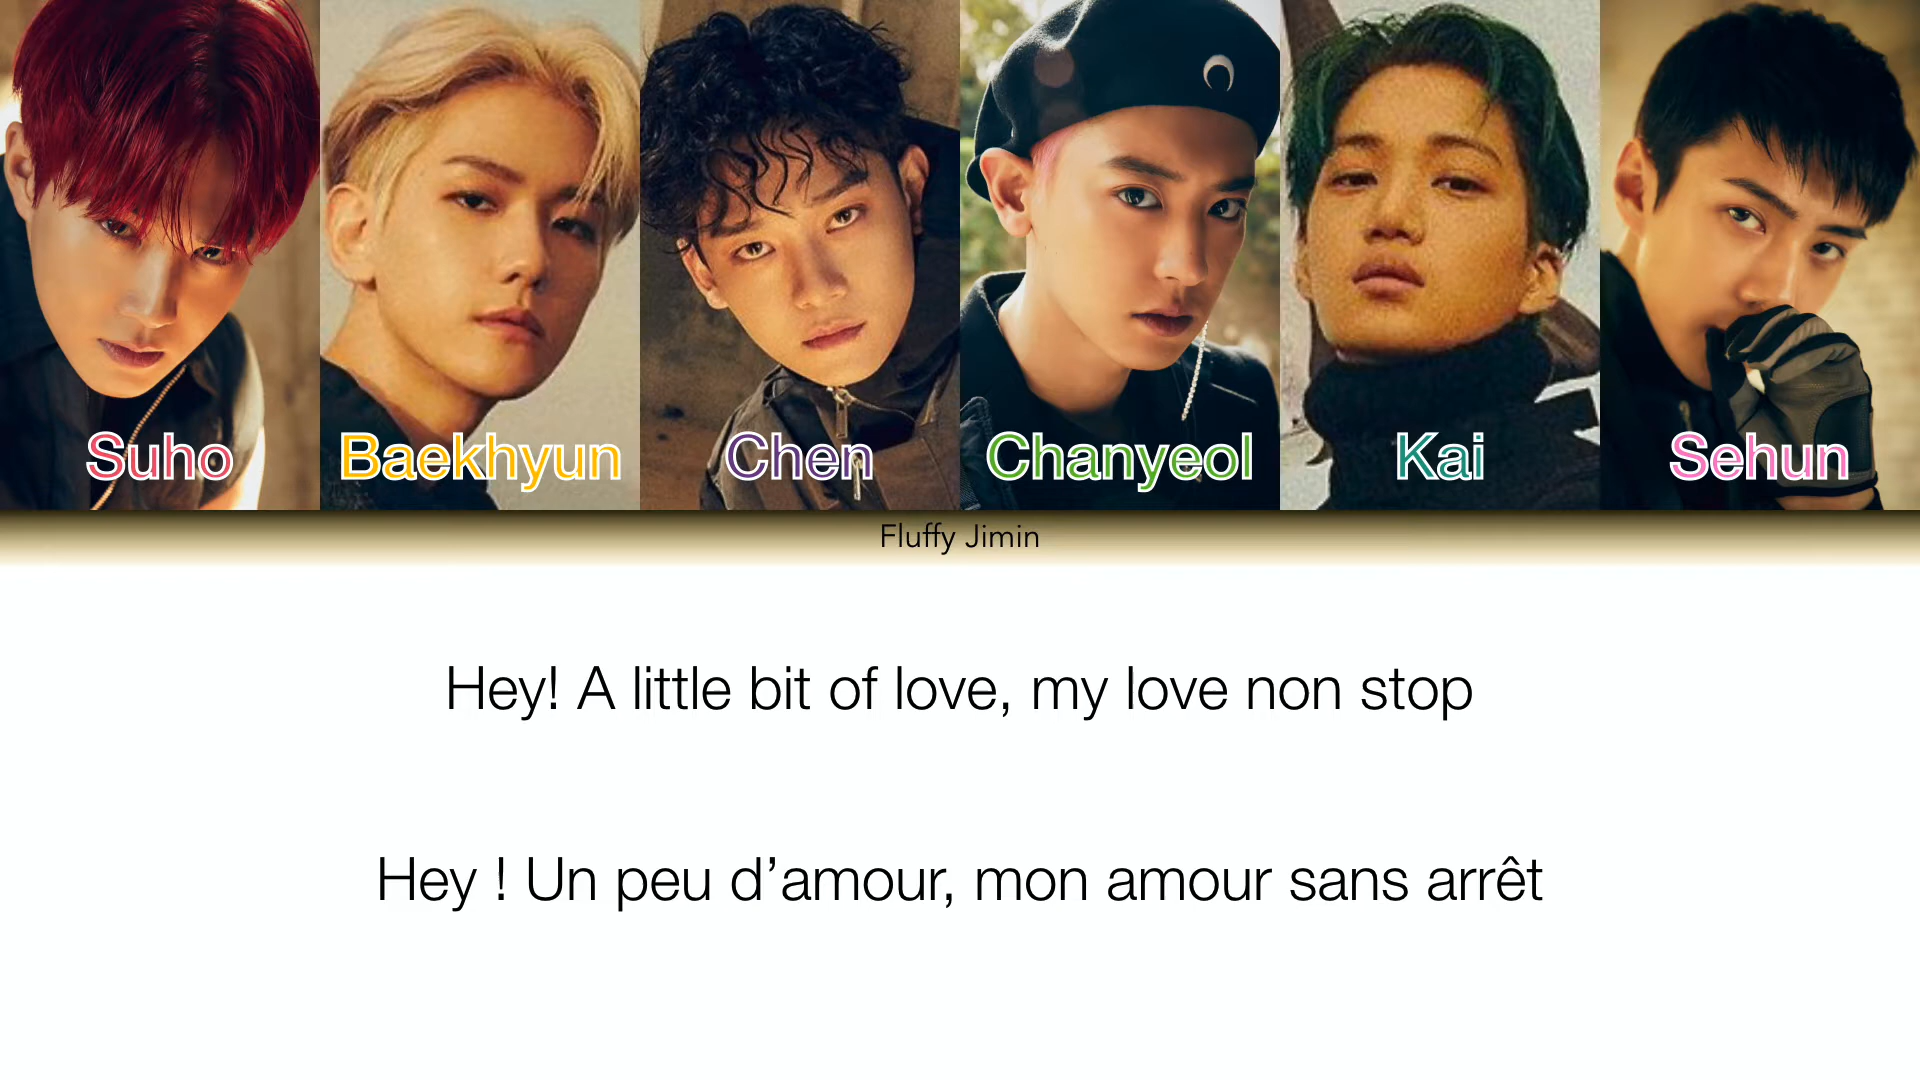 Suho Baekhyun Chen Chanyeol Kai Sehun
Fluffy Jimin
Hey! A little bit of love, my love non stop
Hey ! Un peu d’amour, mon amour sans arrêt